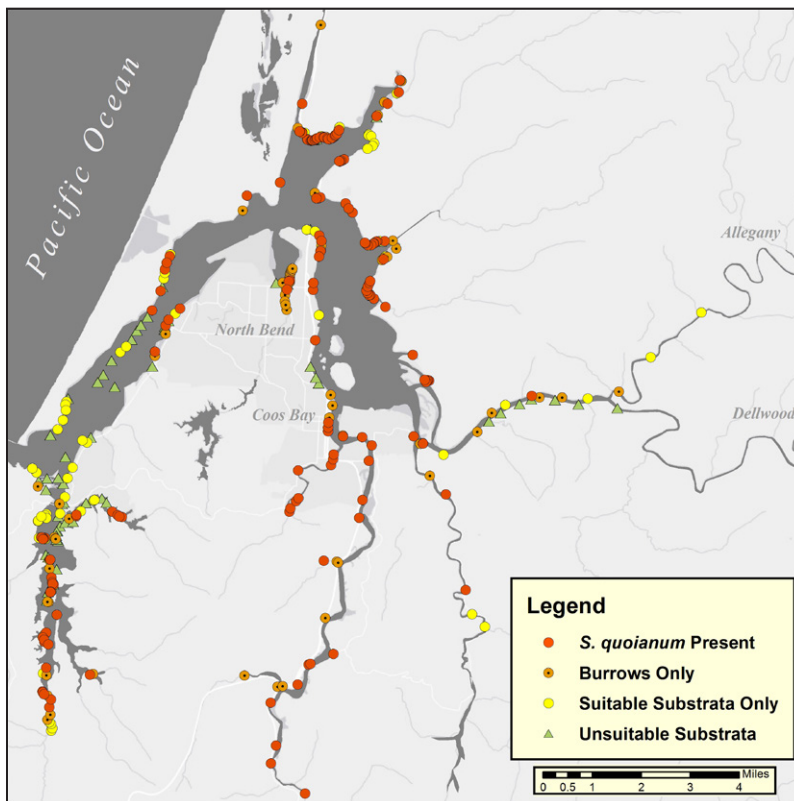 Pacific Ocean
Allegany
North Bend
Coos Bay
Dellwood
Legend
S. quoianum Present
Burrows Only
Suitable Substrata Only
Unsuitable Substrata
Miles
0 0.5 1 2 3 4